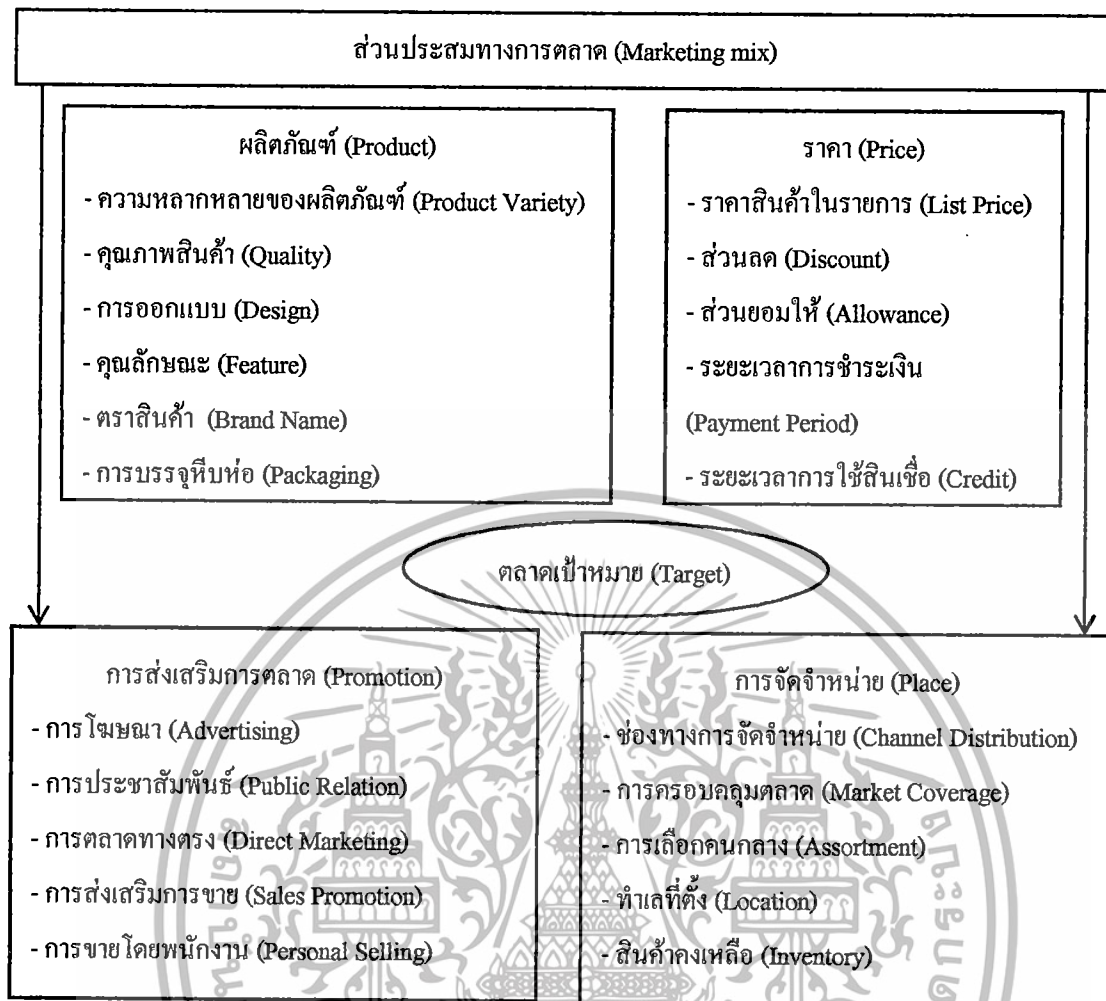 ส่วนประสมทางการตลาด (Marketing mix)
ผลิตภัณฑ์ (Product)
- ความหลากหลายของผลิตภัณฑ์ (Product Variety)
- คุณภาพสินค้า (Quality)
- การออกแบบ (Design)
- คุณลักษณะ (Feature)
- ตราสินค้า (Brand Name)
- การบรรจุหีบห่อ (Packaging)
ราคา (Price)
- ราคาสินค้าในรายการ (List Price)
- ส่วนลด (Discount)
- ส่วนยอมให้ (Allowance)
- ระยะเวลาการชำระเงิน
(Payment Period)
- ระยะเวลาการใช้สินเชื่อ (Credit)
ตลาดเป้าหมาย (Target)
การส่งเสริมการตลาด (Promotion)
- การโฆษณา (Advertising)
- การประชาสัมพันธ์ (Public Relation)
- การตลาดทางตรง (Direct Marketing)
- การส่งเสริมการขาย (Sales Promotion)
- การขายโดยพนักงาน (Personal Selling)
การจัดจำหน่าย (Place)
- ช่องทางการจัดจำหน่าย (Channel Distribution)
- การครอบคลุมตลาด (Market Coverage)
- การเลือกคนกลาง (Assortment)
- ทำเลที่ตั้ง (Location)
- สินค้าคงเหลือ (Inventory)